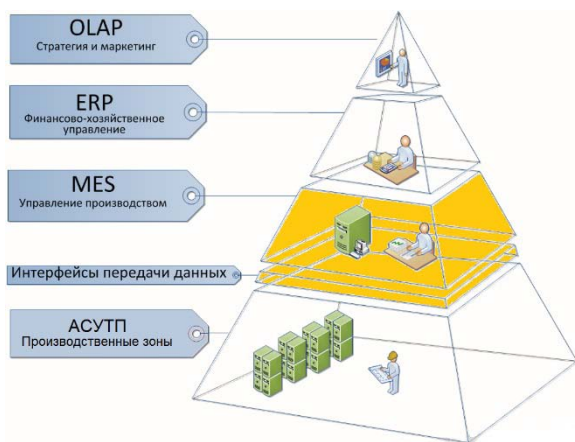 OLAP
Стратегия и маркетинг
ERP
Финансово-хозяйственное
управление
MES
Управление производством
Интерфейсы передачи данных
АСУТП
Производственные зоны